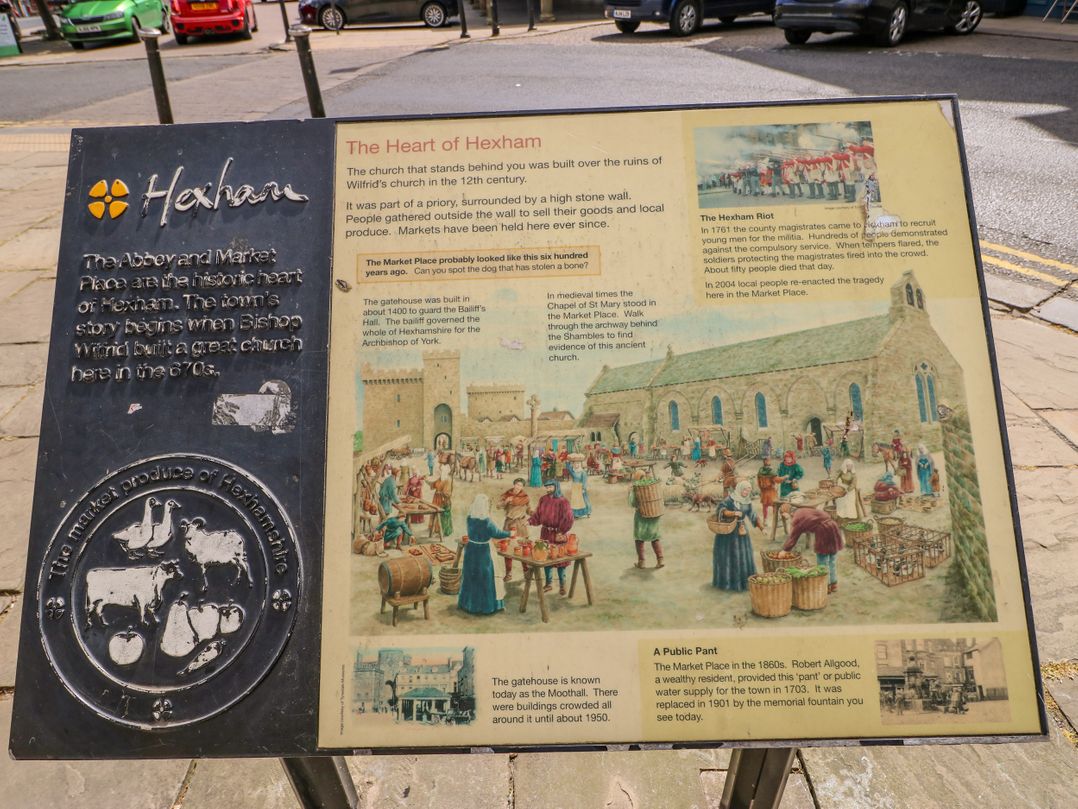 Hexham
The Abbey and Market
Place are the historic heart
of Hexham. The town's
story begins when Bishop
Wilfrid built a great church
here in the 670s.
The market produce of Hexhamshire
The Heart of Hexham
The church that stands behind you was built over the ruins of
Wilfrid's church in the 12th century.
It was part of a priory, surrounded by a high stone wall.
People gathered outside the wall to sell their goods and local
produce. Markets have been held here ever since.
The Market Place probably looked like this six hundred
years ago. Can you spot the dog that has stolen a bone?
The gatehouse was built in
about 1400 to guard the Bailiff's
Hall. The bailiff governed the
whole of Hexhamshire for the
Archbishop of York.
In medieval times the
Chapel of St Mary stood in
the Market Place. Walk
through the archway behind
the Shambles to find
evidence of this ancient
church.
The Hexham Riot
In 1761 the county magistrates came to Hexham to recruit
young men for the militia. Hundreds of people demonstrated
against the compulsory service. When tempers flared, the
soldiers protecting the magistrates fired into the crowd.
About fifty people died that day.
In 2004 local people re-enacted the tragedy
here in the Market Place.
The gatehouse is known
today as the Moothall. There
were buildings crowded all
around it until about 1950.
A Public Pant
The Market Place in the 1860s. Robert Allgood,
a wealthy resident, provided this 'pant' or public
water supply for the town in 1703. It was
replaced in 1901 by the memorial fountain you
see today.